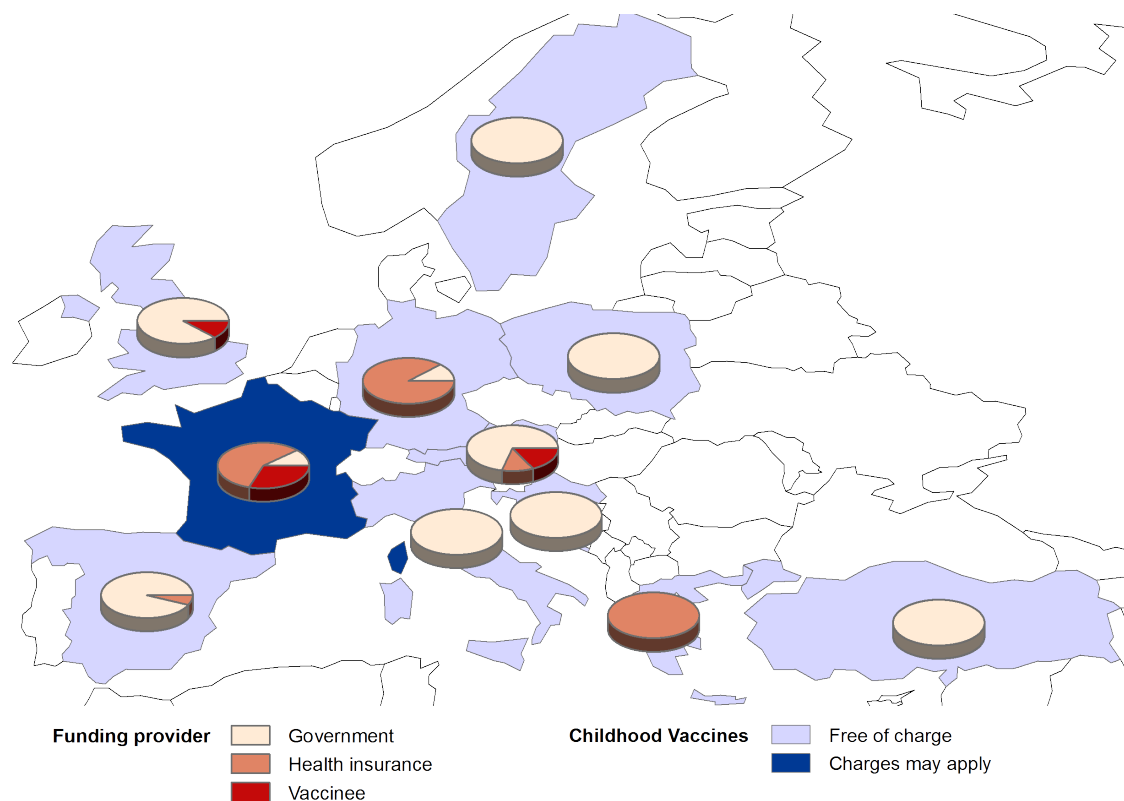 Funding provider
Government
Health insurance
Vaccinee
Childhood Vaccines
Free of charge
Charges may apply